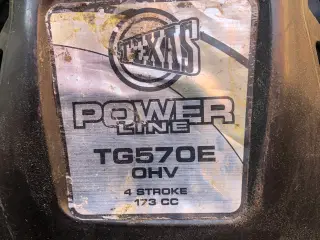 TEXAS
POWER
LINE
TG570E
OHV
4 STROKE
173 CC